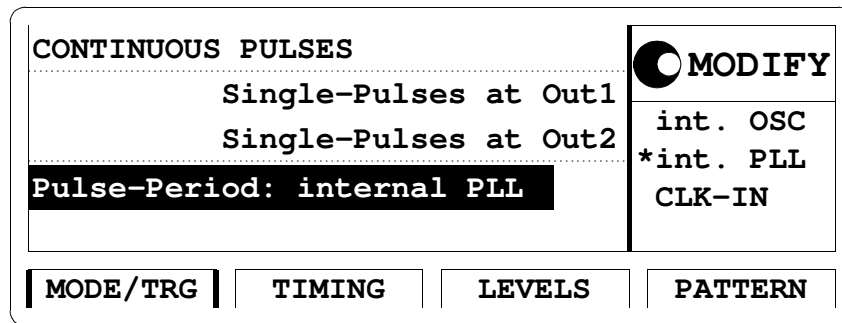 CONTINUOUS PULSES
Single-Pulses at Out1
Single-Pulses at Out2
Pulse-Period: internal PLL
MODIFY
int. OSC
*int. PLL
CLK-IN
MODE/TRG
TIMING
LEVELS
PATTERN